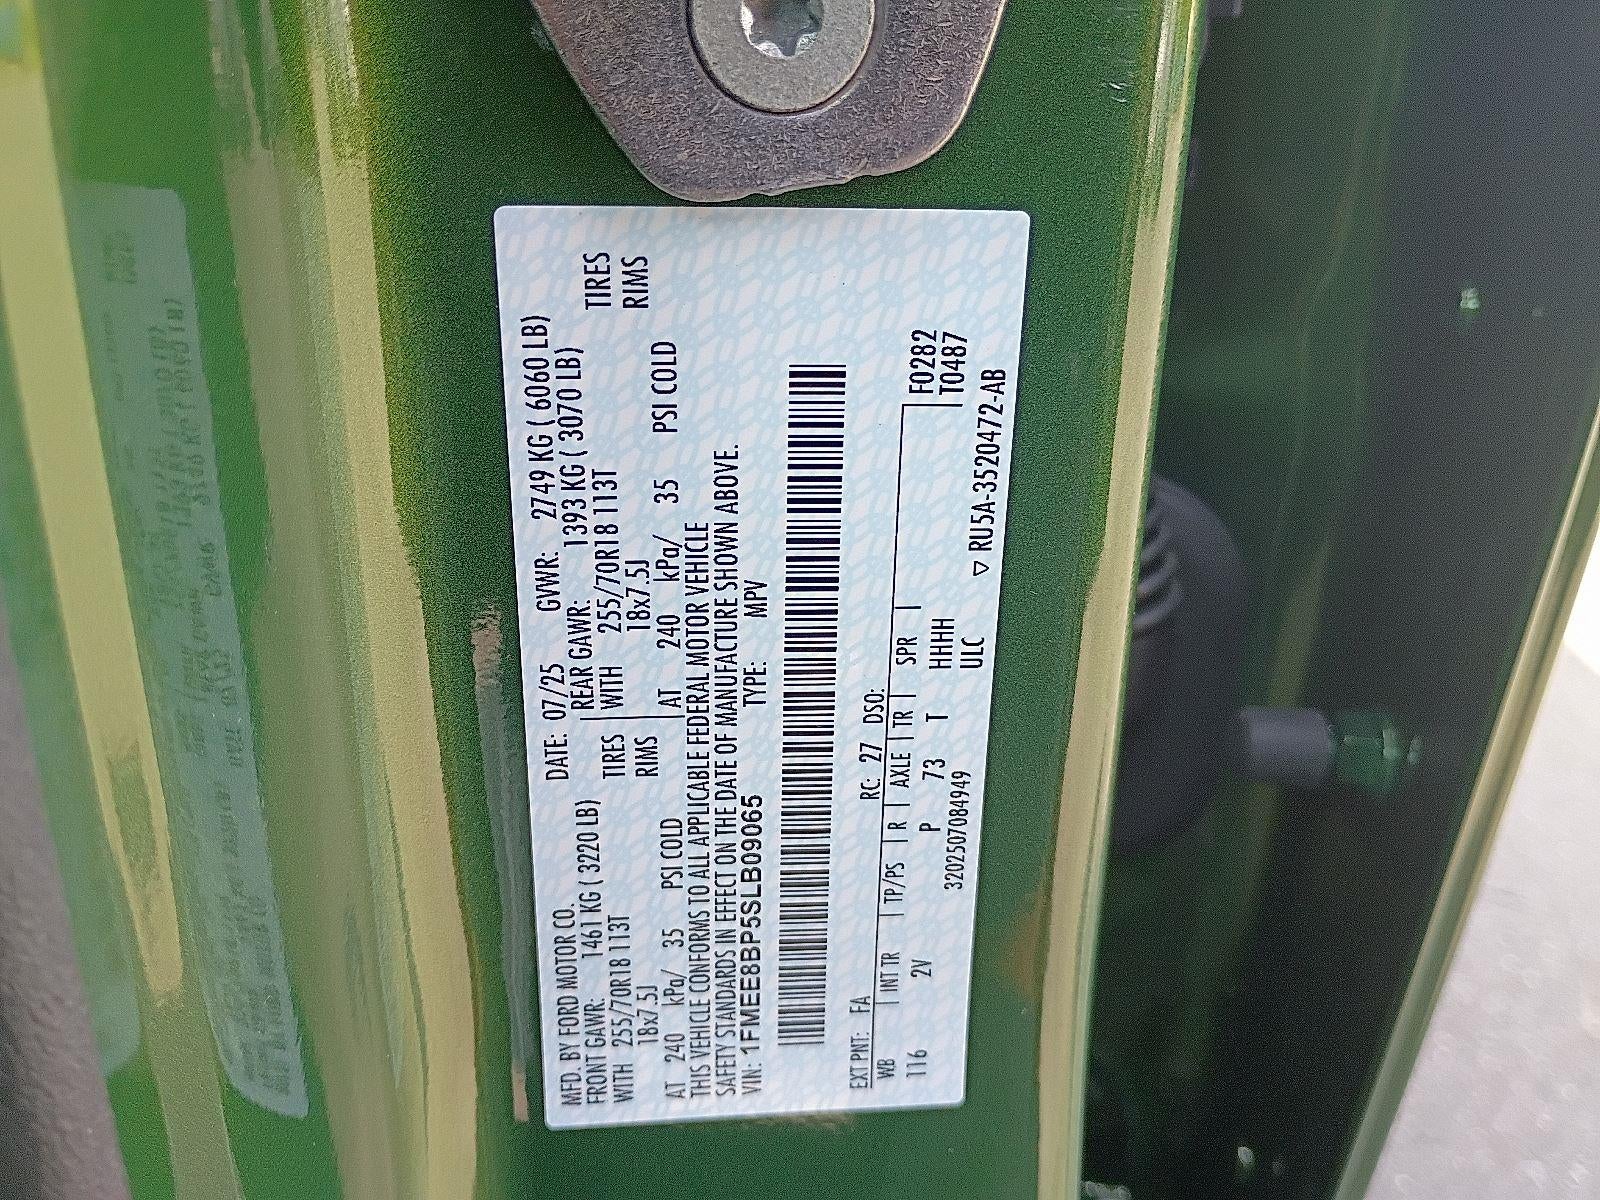 MFD. BY FORD MOTOR CO.
DATE: 07/25 GVWR: 2749 KG ( 6060 LB)
FRONT GAWR: 1461 KG ( 3220 LB) REAR GAWR: 1393 KG ( 3070 LB)
WITH 255/70R18 113T TIRES WITH 255/70R18 113T TIRES
18x7.5J RIMS 18x7.5J RIMS
AT 240 kPa/ 35 PSI COLD AT 240 kPa/ 35 PSI COLD
THIS VEHICLE CONFORMS TO ALL APPLICABLE FEDERAL MOTOR VEHICLE
SAFETY STANDARDS IN EFFECT ON THE DATE OF MANUFACTURE SHOWN ABOVE.
VIN: 1FMEE8BP5SLB09065 TYPE: MPV
EXT PNT: FA RC: 27 DSO: F0282
WB INT TR TP/PS R AXLE TR SPR T0487
116 2V P 73 T HHHH
3202507084949 ULC ▽ RU5A-3520472-AB